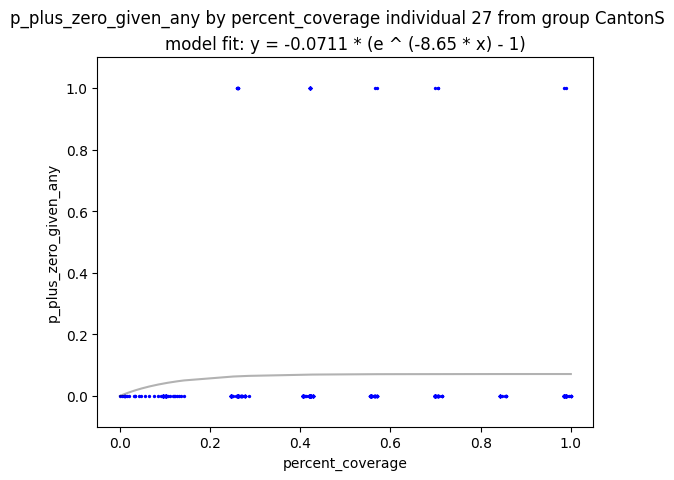 p_plus_zero_given_any by percent_coverage individual 27 from group CantonS
model fit: y = -0.0711 * (e ^ (-8.65 * x) - 1)
1.0
0.8
0.6
0.4
0.2
0.0
p_plus_zero_given_any
0.0 0.2 0.4 0.6 0.8 1.0
percent_coverage